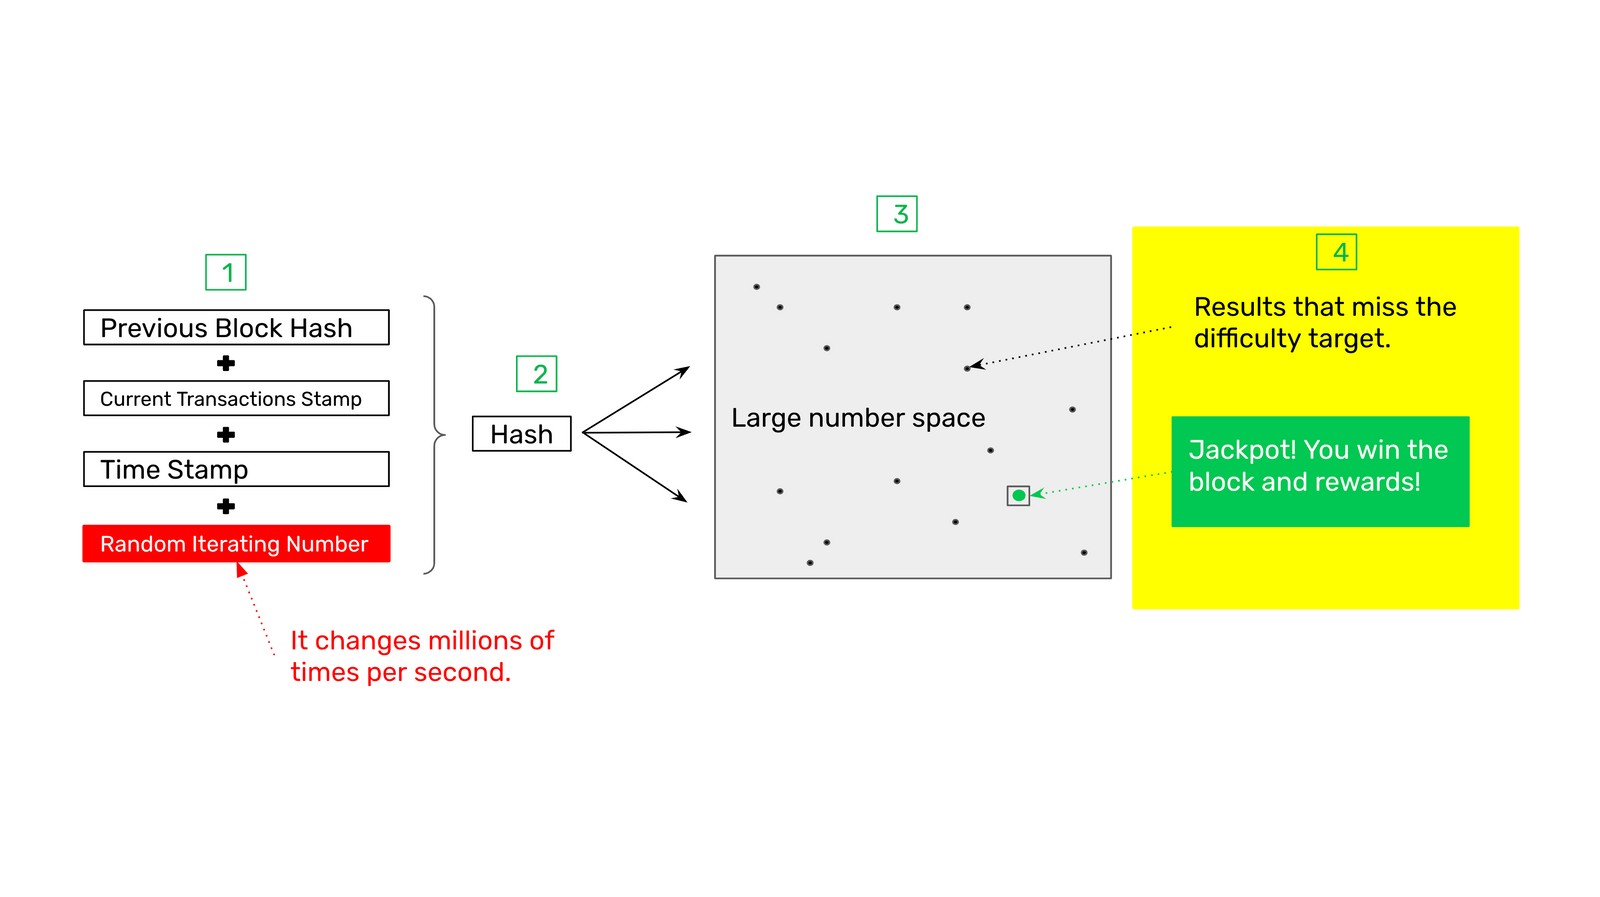 1
Previous Block Hash
Current Transactions Stamp
Time Stamp
Random Iterating Number
It changes millions of
times per second.
2
Hash
3
Large number space
4
Results that miss the
difficulty target.
Jackpot! You win the
block and rewards!